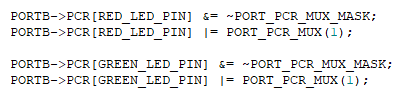 PORTB->PCR[RED_LED_PIN] &= ~PORT_PCR_MUX_MASK;
PORTB->PCR[RED_LED_PIN] |= PORT_PCR_MUX(1);
PORTB->PCR[GREEN_LED_PIN] &= ~PORT_PCR_MUX_MASK;
PORTB->PCR[GREEN_LED_PIN] |= PORT_PCR_MUX(1);